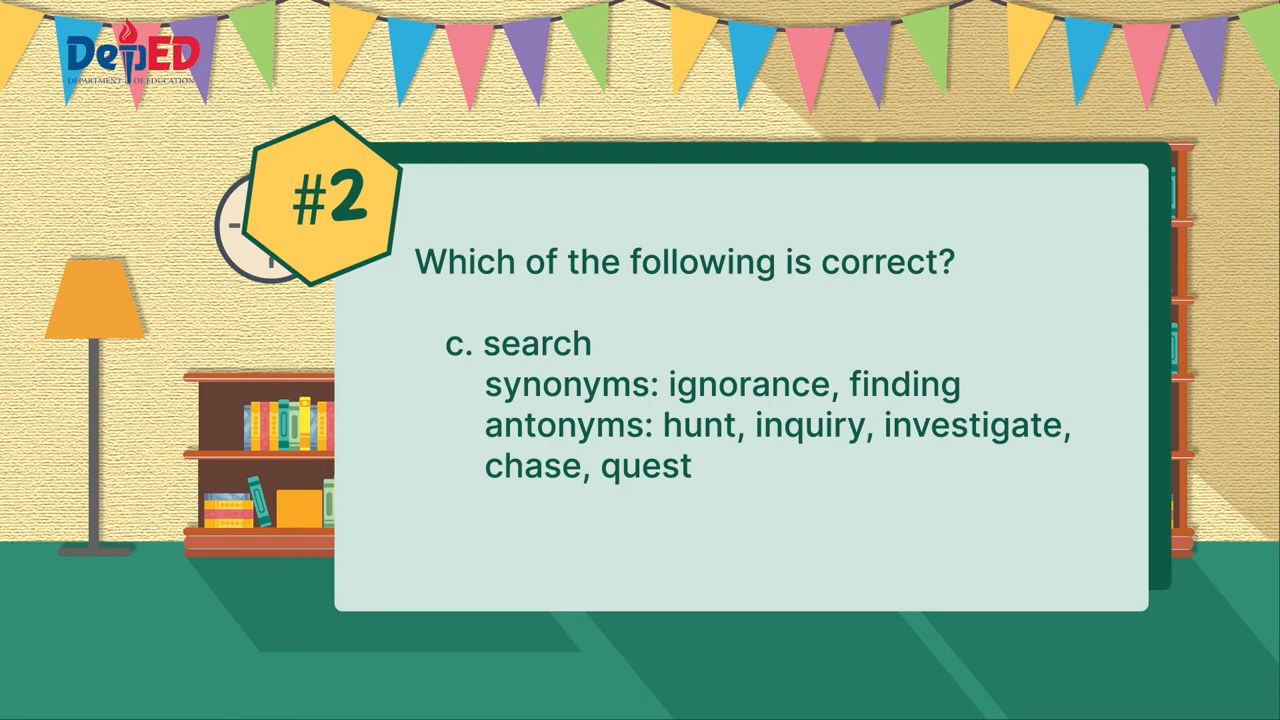 DepED
DEPARTMENT OF EDUCATION
#2
Which of the following is correct?
c. search
synonyms: ignorance, finding
antonyms: hunt, inquiry, investigate,
chase, quest